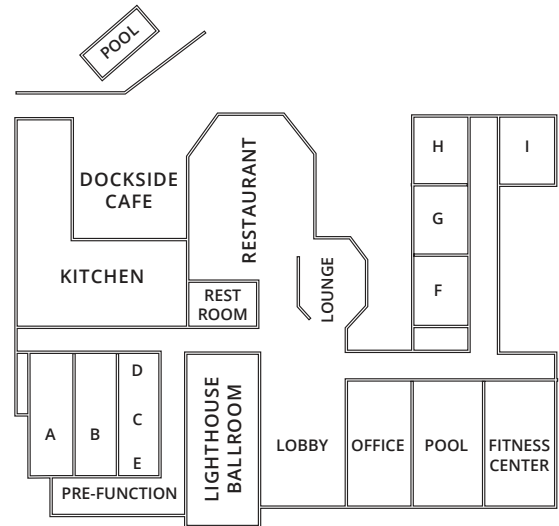 POOL
DOCKSIDE
CAFE
RESTAURANT
H
I
G
KITCHEN
REST
ROOM
LOUNGE
F
A
B
D
C
E
LIGHTHOUSE
BALLROOM
LOBBY
OFFICE
POOL
FITNESS
CENTER
PRE-FUNCTION